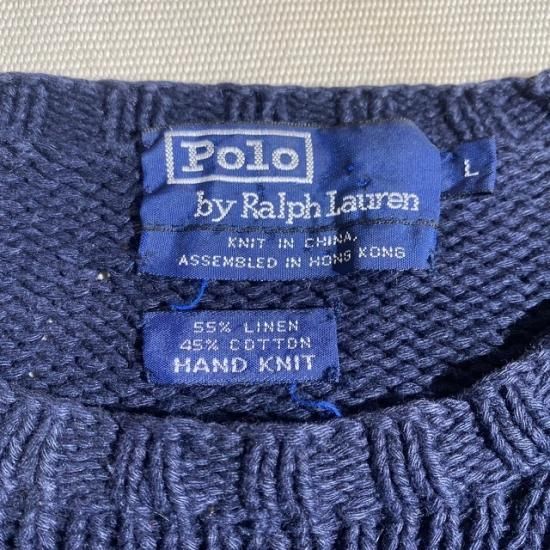 Polo
by Ralph Lauren
L
KNIT IN CHINA,
ASSEMBLED IN HONG KONG
55% LINEN
45% COTTON
HAND KNIT